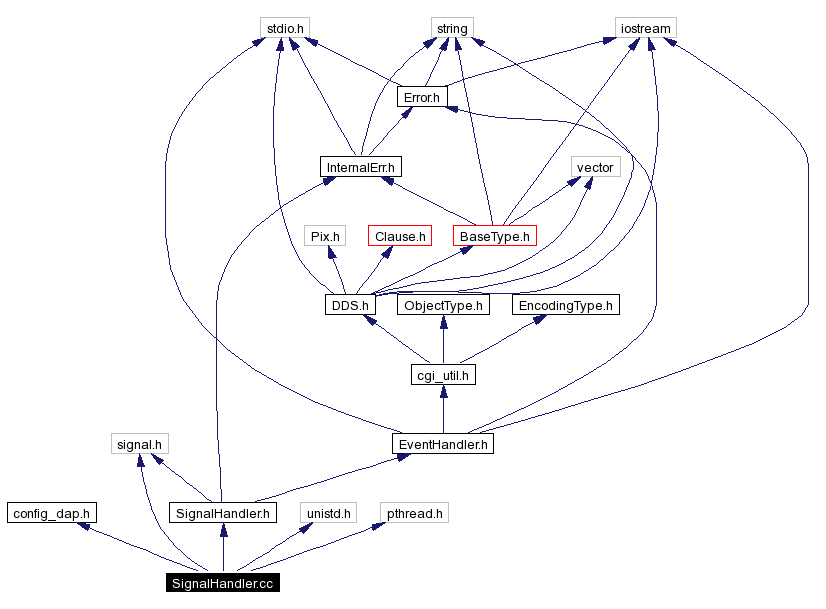 stdio.h
string
iostream
Error.h
InternalErr.h
vector
Pix.h
Clause.h
BaseType.h
DDS.h
ObjectType.h
EncodingType.h
cgi_util.h
signal.h
EventHandler.h
config_dap.h
SignalHandler.h
unistd.h
pthread.h
SignalHandler.cc